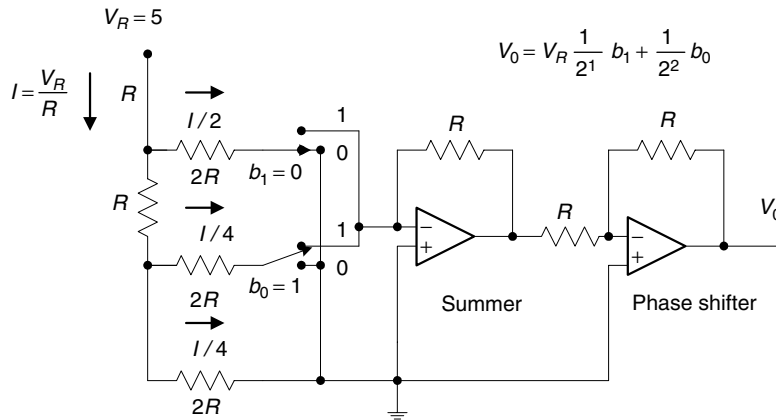 V_R = 5
V_0 = V_R 1/2^1 b_1 + 1/2^2 b_0
I = V_R/R
R
I/2
2R
b_1 = 0
1
0
R
R
R
I/4
2R
b_0 = 1
1
0
R
−
+
−
+
V_0
Summer
Phase shifter
I/4
2R